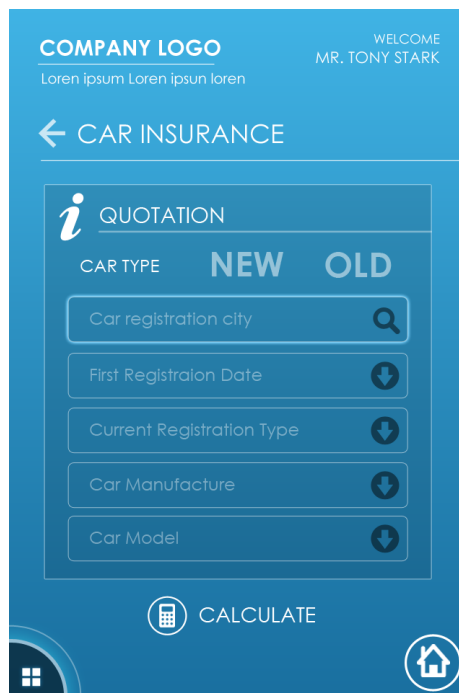 COMPANY LOGO
Loren ipsum Loren ipsun loren
WELCOME
MR. TONY STARK
CAR INSURANCE
i QUOTATION
CAR TYPE NEW OLD
Car registration city
First Registraion Date
Current Registration Type
Car Manufacture
Car Model
CALCULATE